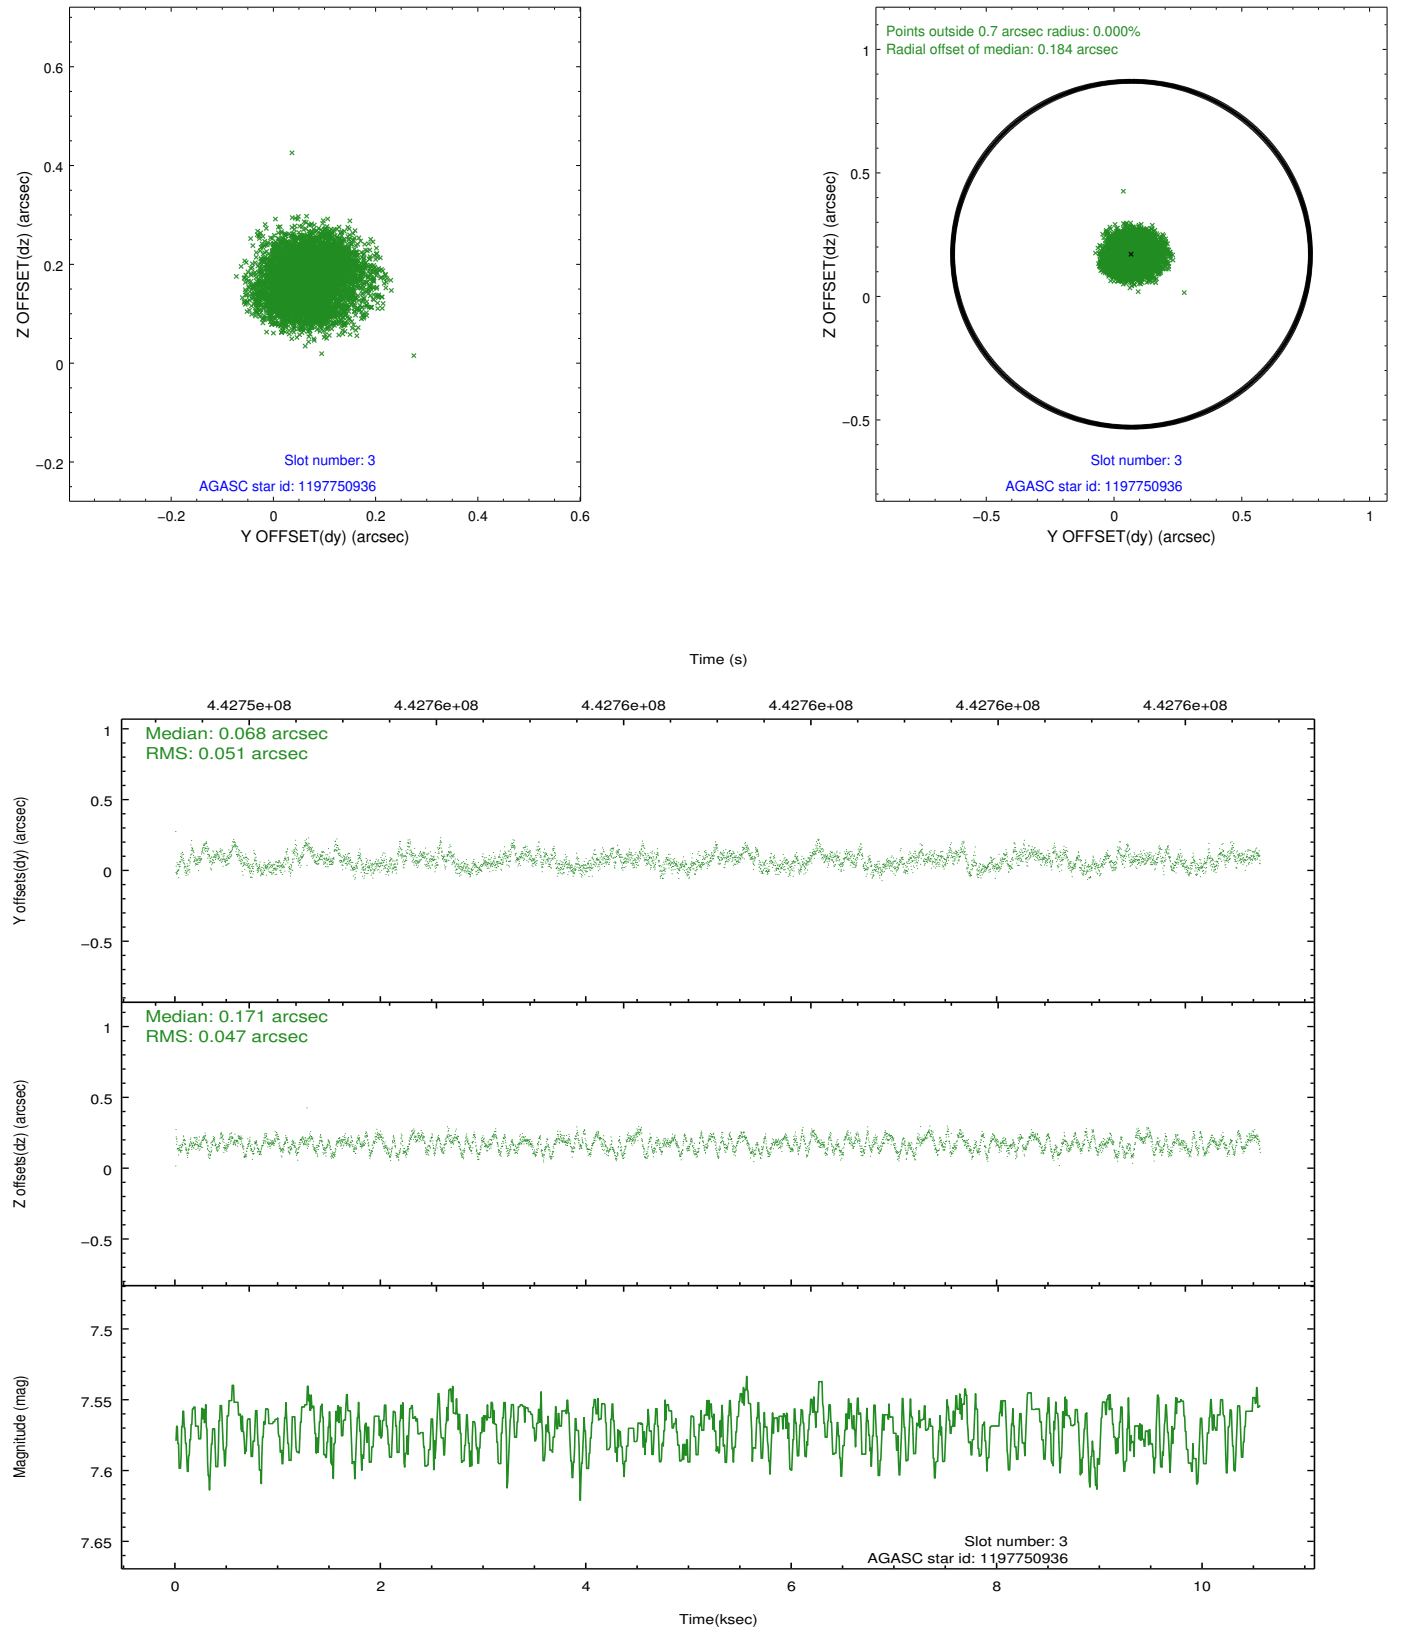 0.6
0.4
0.2
0
−0.2
Z OFFSET(dz) (arcsec)
Slot number: 3
AGASC star id: 1197750936
−0.2 0 0.2 0.4 0.6
Y OFFSET(dy) (arcsec)
Points outside 0.7 arcsec radius: 0.000%
Radial offset of median: 0.184 arcsec
1
0.5
0
−0.5
Z OFFSET(dz) (arcsec)
Slot number: 3
AGASC star id: 1197750936
−0.5 0 0.5 1
Y OFFSET(dy) (arcsec)
Time (s)
4.4275e+08 4.4276e+08 4.4276e+08 4.4276e+08 4.4276e+08 4.4276e+08
Median: 0.068 arcsec
RMS: 0.051 arcsec
1
0.5
0
−0.5
Y offsets(dy) (arcsec)
Median: 0.171 arcsec
RMS: 0.047 arcsec
1
0.5
0
−0.5
Z offsets(dz) (arcsec)
7.5
7.55
7.6
7.65
Magnitude (mag)
Slot number: 3
AGASC star id: 1197750936
0 2 4 6 8 10
Time(ksec)